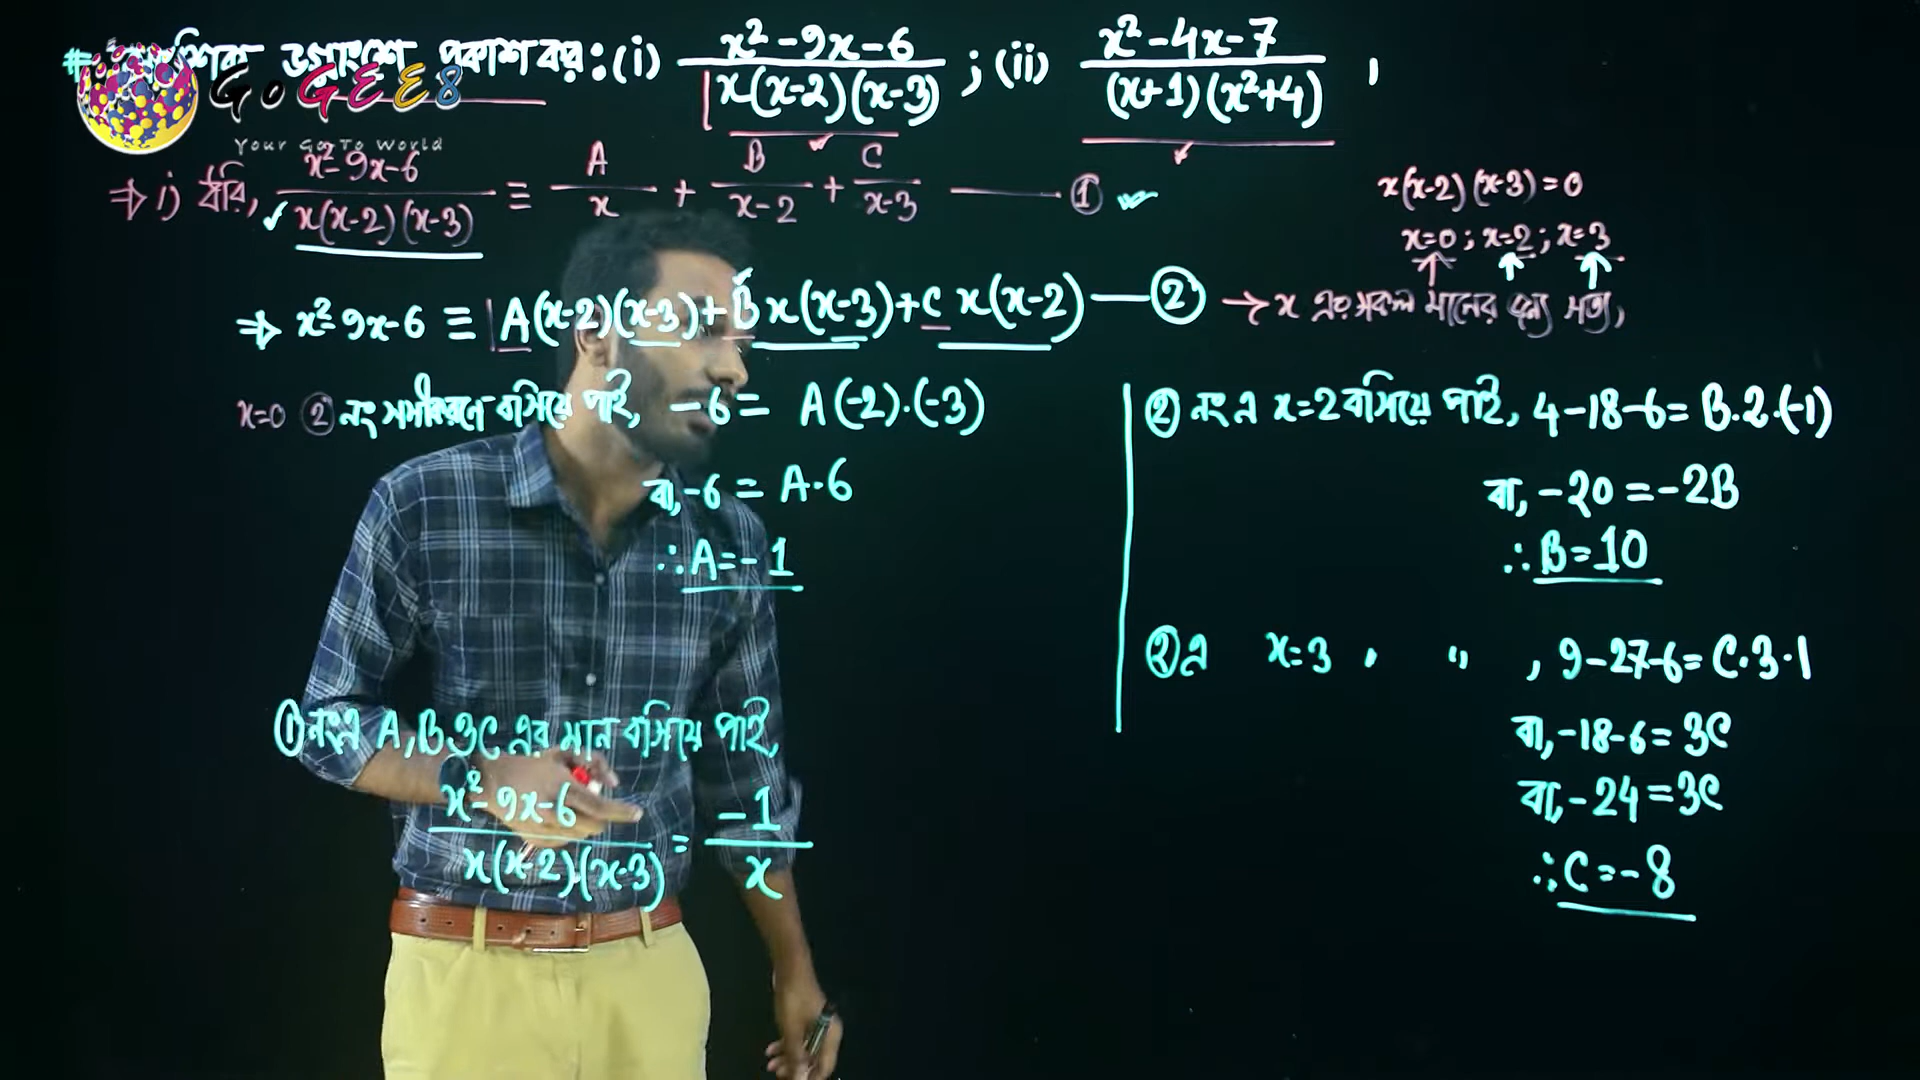 # উগ্নাংশে প্রকাশ কর : (i) x²-9x-6 / x(x-2)(x-3) ; (ii) x²-4x-7 / (x+1)(x²+4) ,
GoGEE8
Your GoTo World
⇒ i) ধরি, x²-9x-6 / x(x-2)(x-3) ≡ A/x + B/x-2 + C/x-3 —— ①
x(x-2)(x-3)=0
x=0 ; x=2 ; x=3
⇒ x²-9x-6 ≡ A(x-2)(x-3)+Bx(x-3)+Cx(x-2) — ② → x এর সকল মানের জন্য সত্য,
x=0 ② নং সমীকরণে বসিয়ে পাই, -6 = A(-2).(-3)
বা, -6 = A.6
∴ A=-1
② নং এ x=2 বসিয়ে পাই, 4-18-6=B.2.(-1)
বা, -20 = -2B
∴ B=10
② এ x=3 " " , 9-27-6=C.3.1
বা, -18-6=3C
বা, -24=3C
∴ C=-8
① নং এ A, B ও C এর মান বসিয়ে পাই,
x²-9x-6 / x(x-2)(x-3) = -1/x